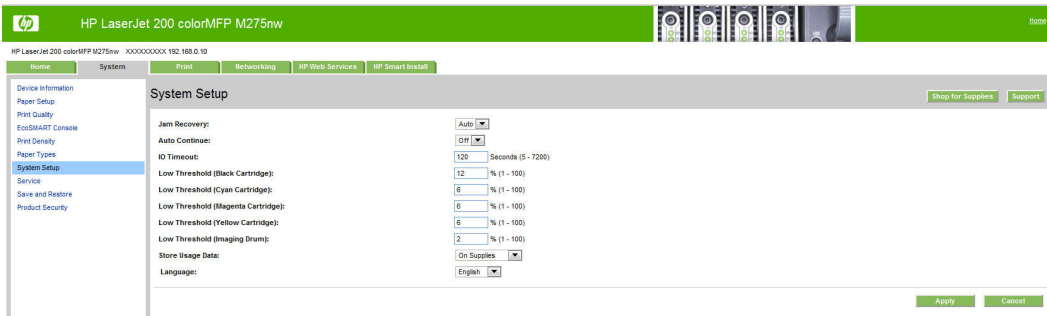 hp HP LaserJet 200 colorMFP M275nw Home
HP LaserJet 200 colorMFP M275nw XXXXXXXXX 192.168.0.10
Home System Print Networking HP Web Services HP Smart Install
Device Information
Paper Setup
Print Quality
EcoSMART Console
Print Density
Paper Types
System Setup
Service
Save and Restore
Product Security
System Setup Shop for Supplies Support
Jam Recovery: Auto
Auto Continue: Off
IO Timeout: 120 Seconds (5 - 7200)
Low Threshold (Black Cartridge): 12 % (1 - 100)
Low Threshold (Cyan Cartridge): 6 % (1 - 100)
Low Threshold (Magenta Cartridge): 6 % (1 - 100)
Low Threshold (Yellow Cartridge): 6 % (1 - 100)
Low Threshold (Imaging Drum): 2 % (1 - 100)
Store Usage Data: On Supplies
Language: English
Apply Cancel